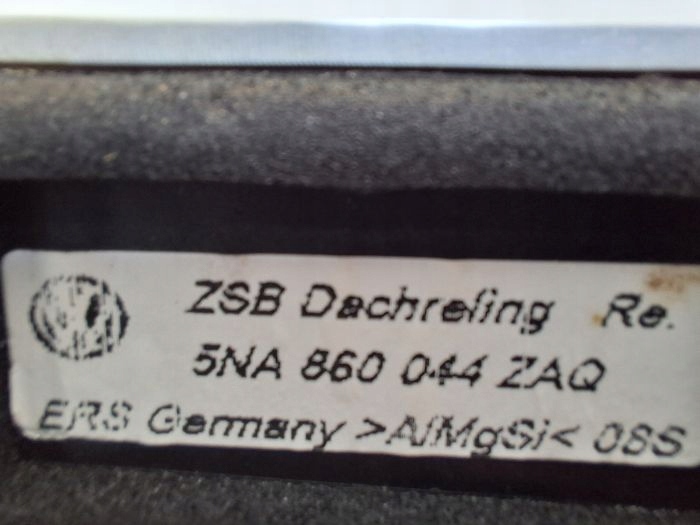 ZSB Dachreling Re.
5NA 860 044 ZAQ
ERS Germany >AlMgSi< 08S